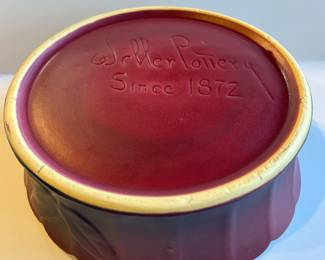 Weller Pottery
Since 1872